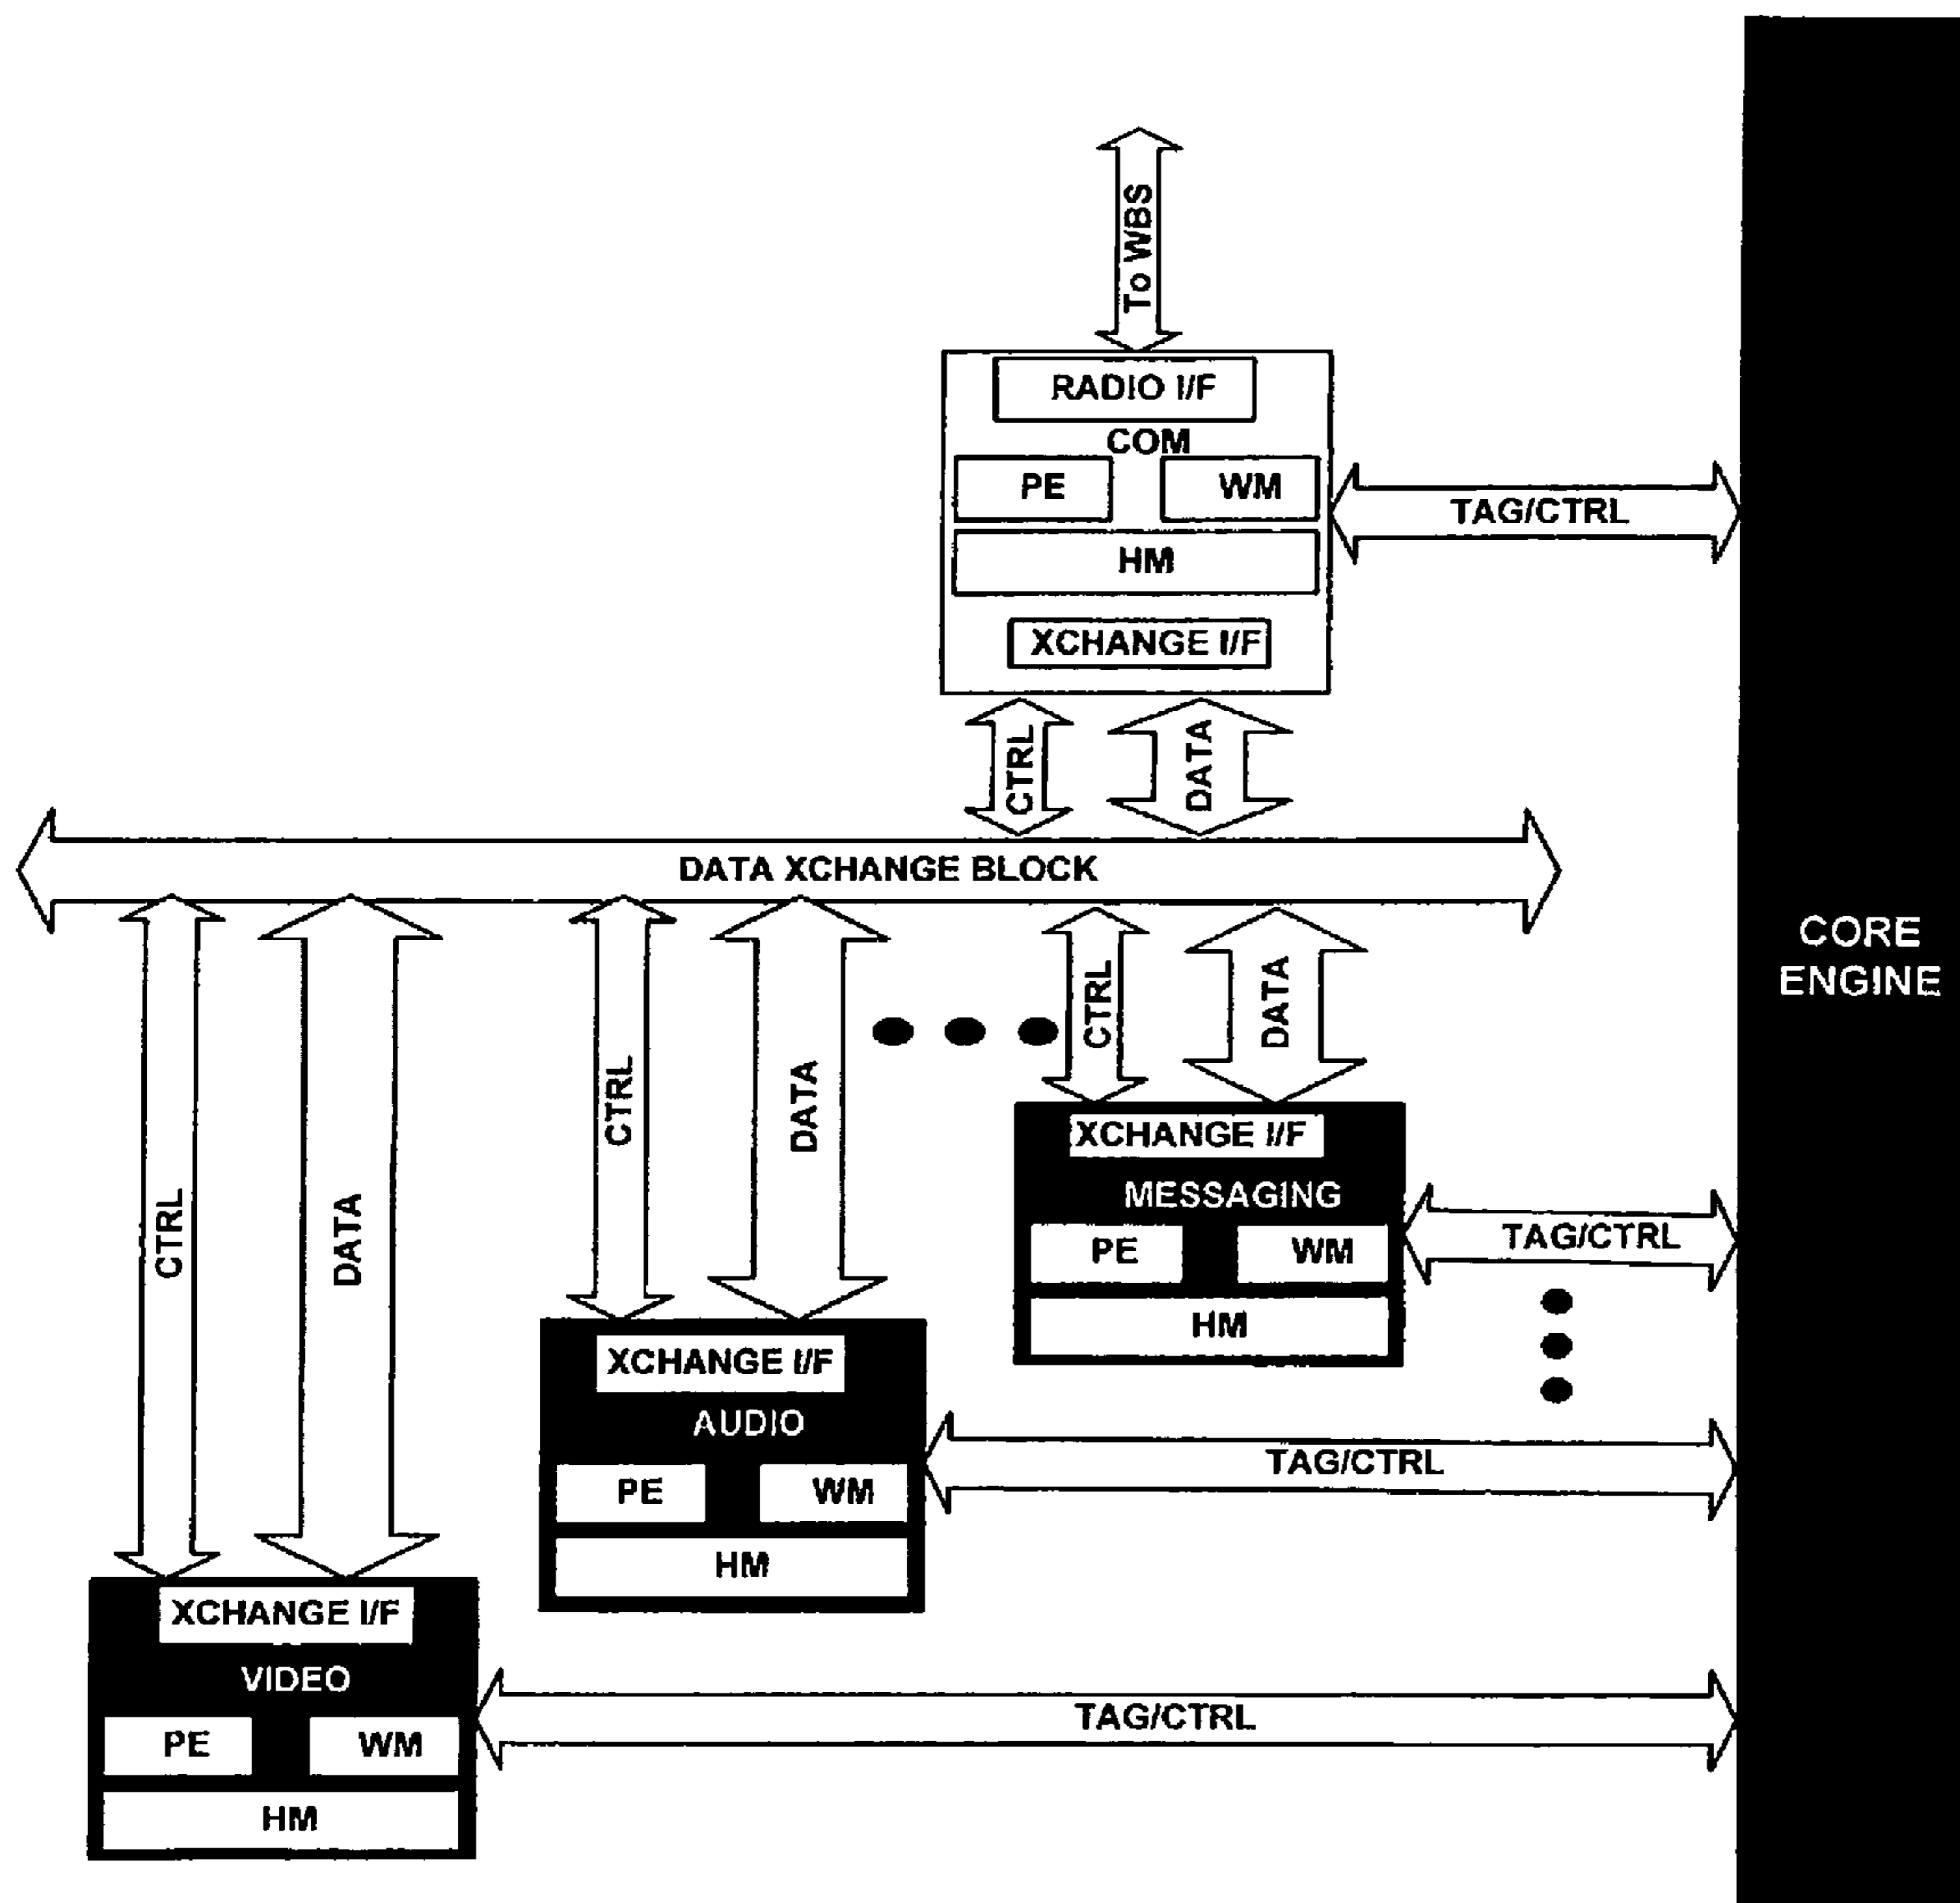 To WBS
RADIO I/F
COM
PE
WM
HM
XCHANGE I/F
TAG/CTRL
CTRL
DATA
DATA XCHANGE BLOCK
CORE
ENGINE
CTRL
DATA
CTRL
DATA
CTRL
DATA
XCHANGE I/F
MESSAGING
PE
WM
HM
TAG/CTRL
XCHANGE I/F
AUDIO
PE
WM
HM
TAG/CTRL
XCHANGE I/F
VIDEO
PE
WM
HM
TAG/CTRL